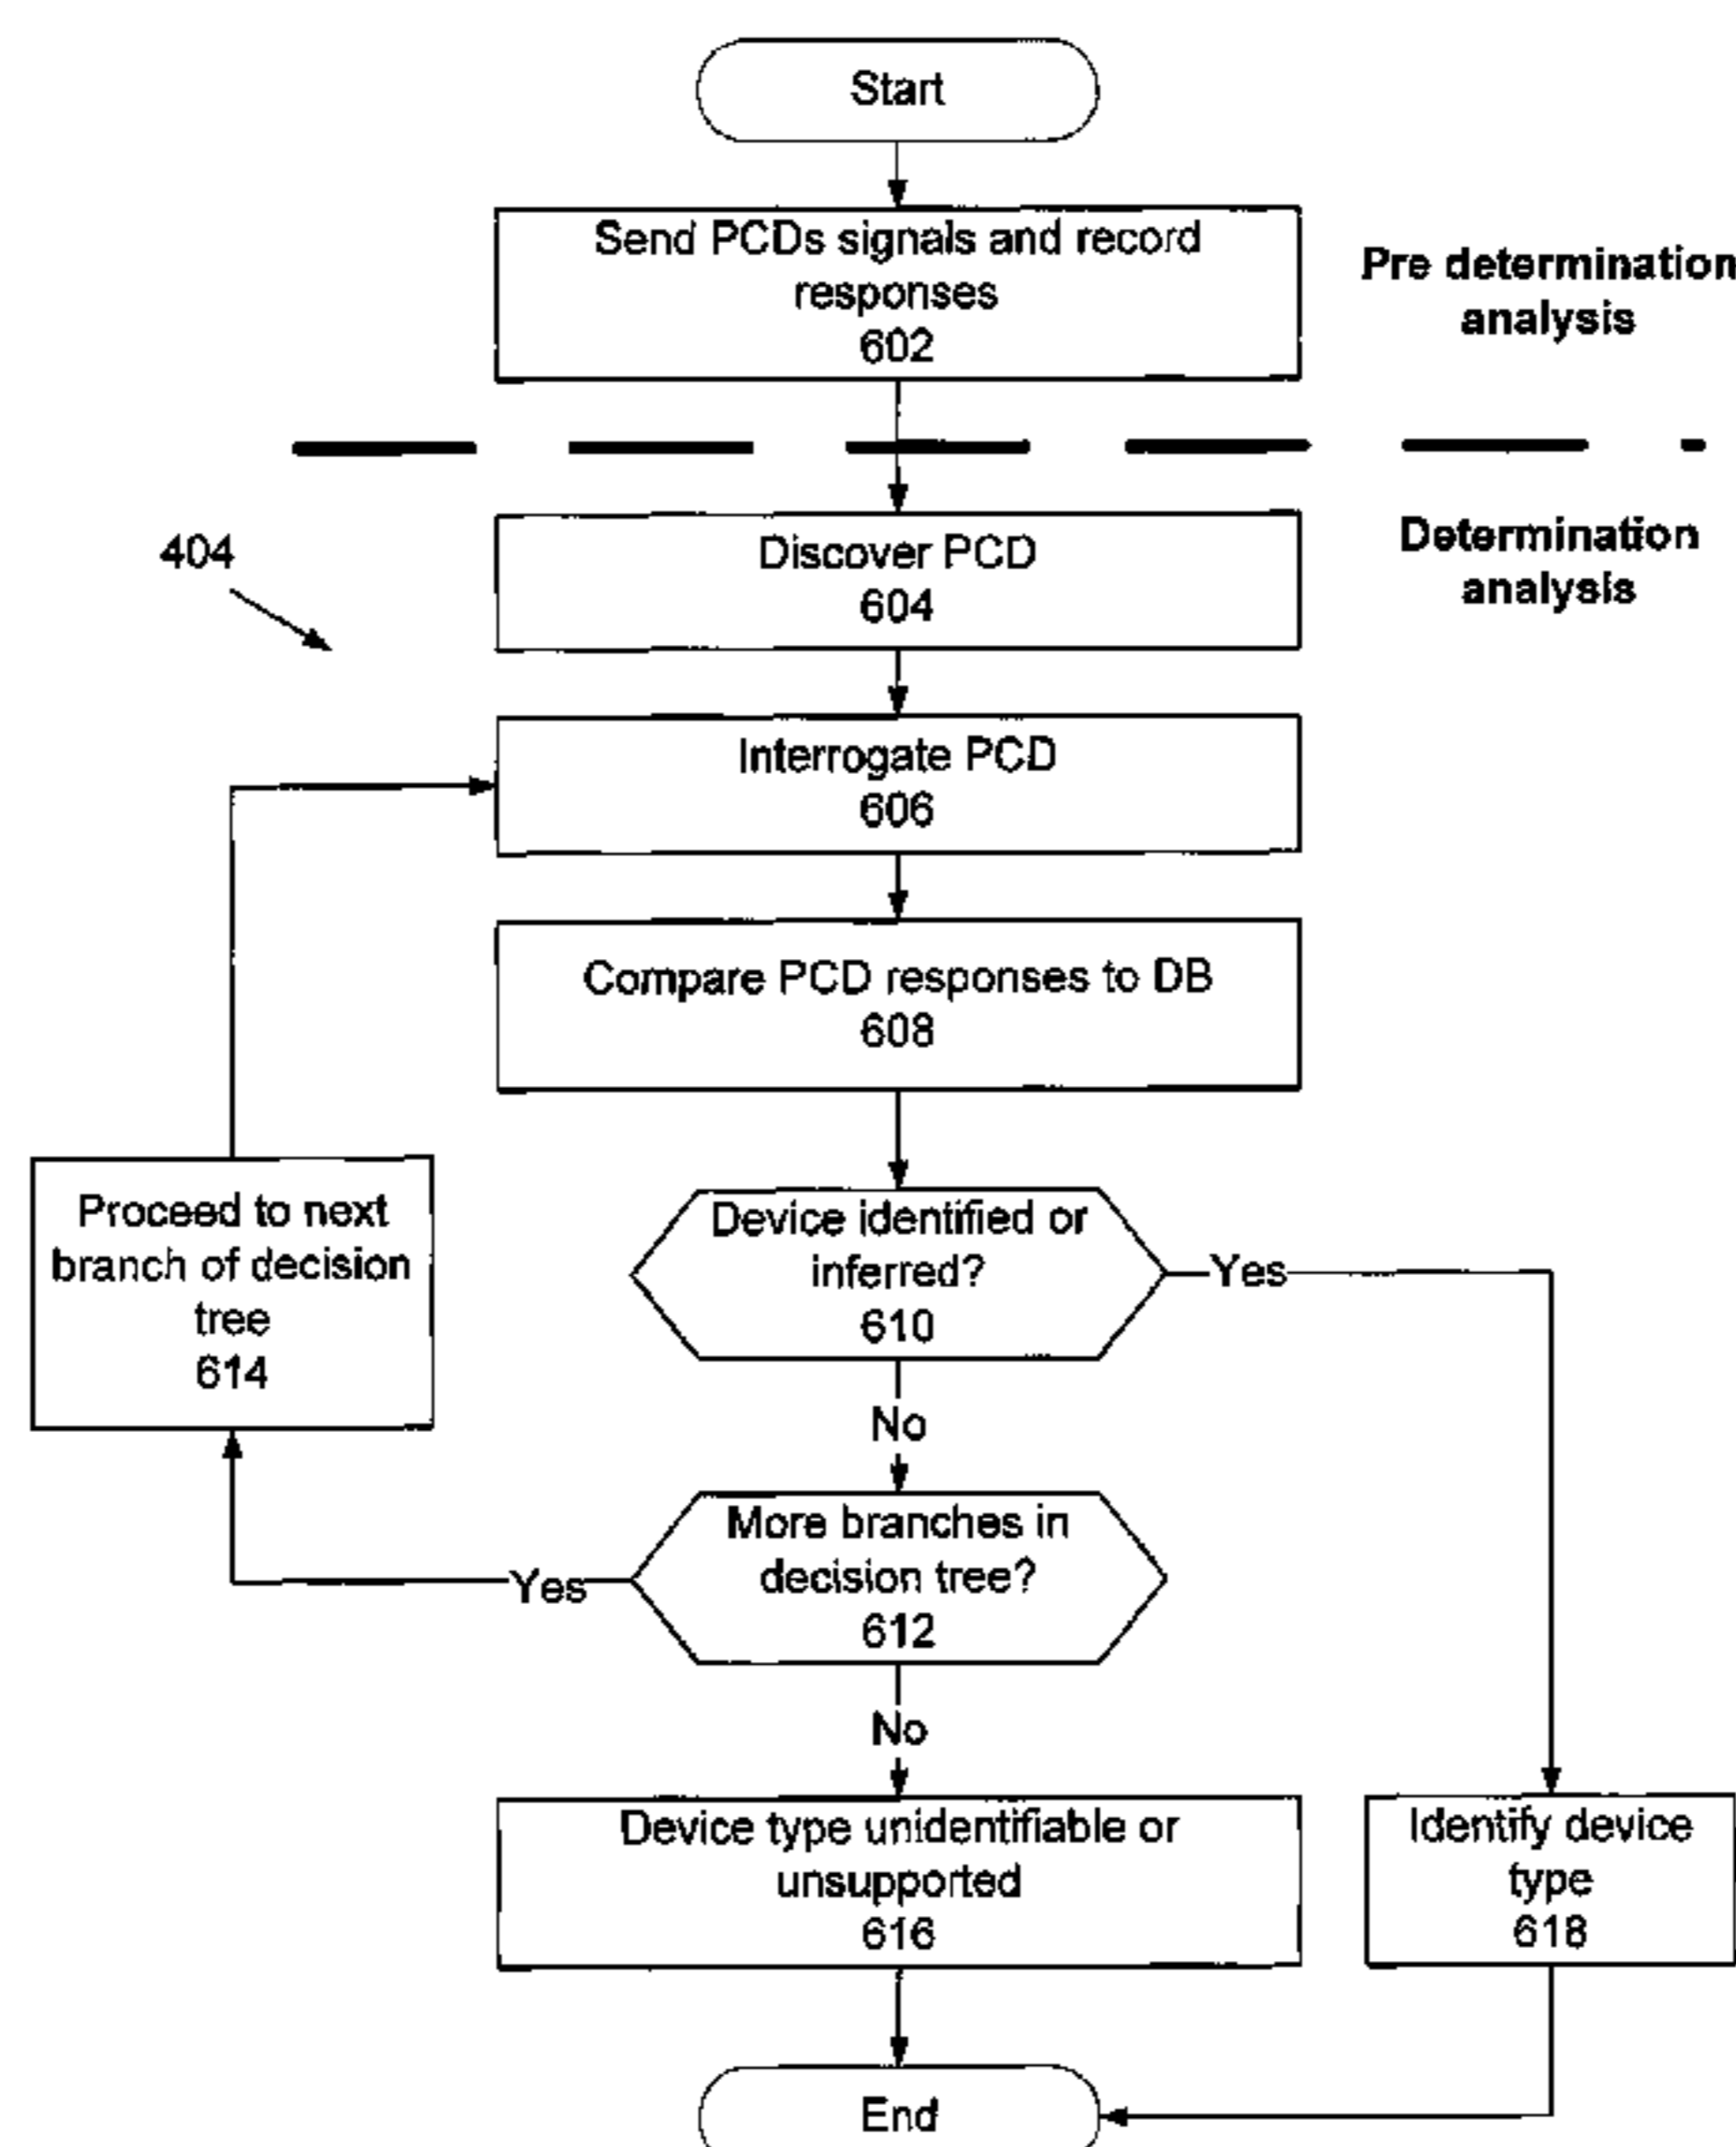 Start
Send PCDs signals and record
responses
602
Pre determination
analysis
Discover PCD
604
Determination
analysis
404
Interrogate PCD
606
Compare PCD responses to DB
608
Device identified or
inferred?
610
Yes
Proceed to next
branch of decision
tree
614
No
More branches in
decision tree?
612
Yes
No
Device type unidentifiable or
unsupported
616
Identify device
type
618
End